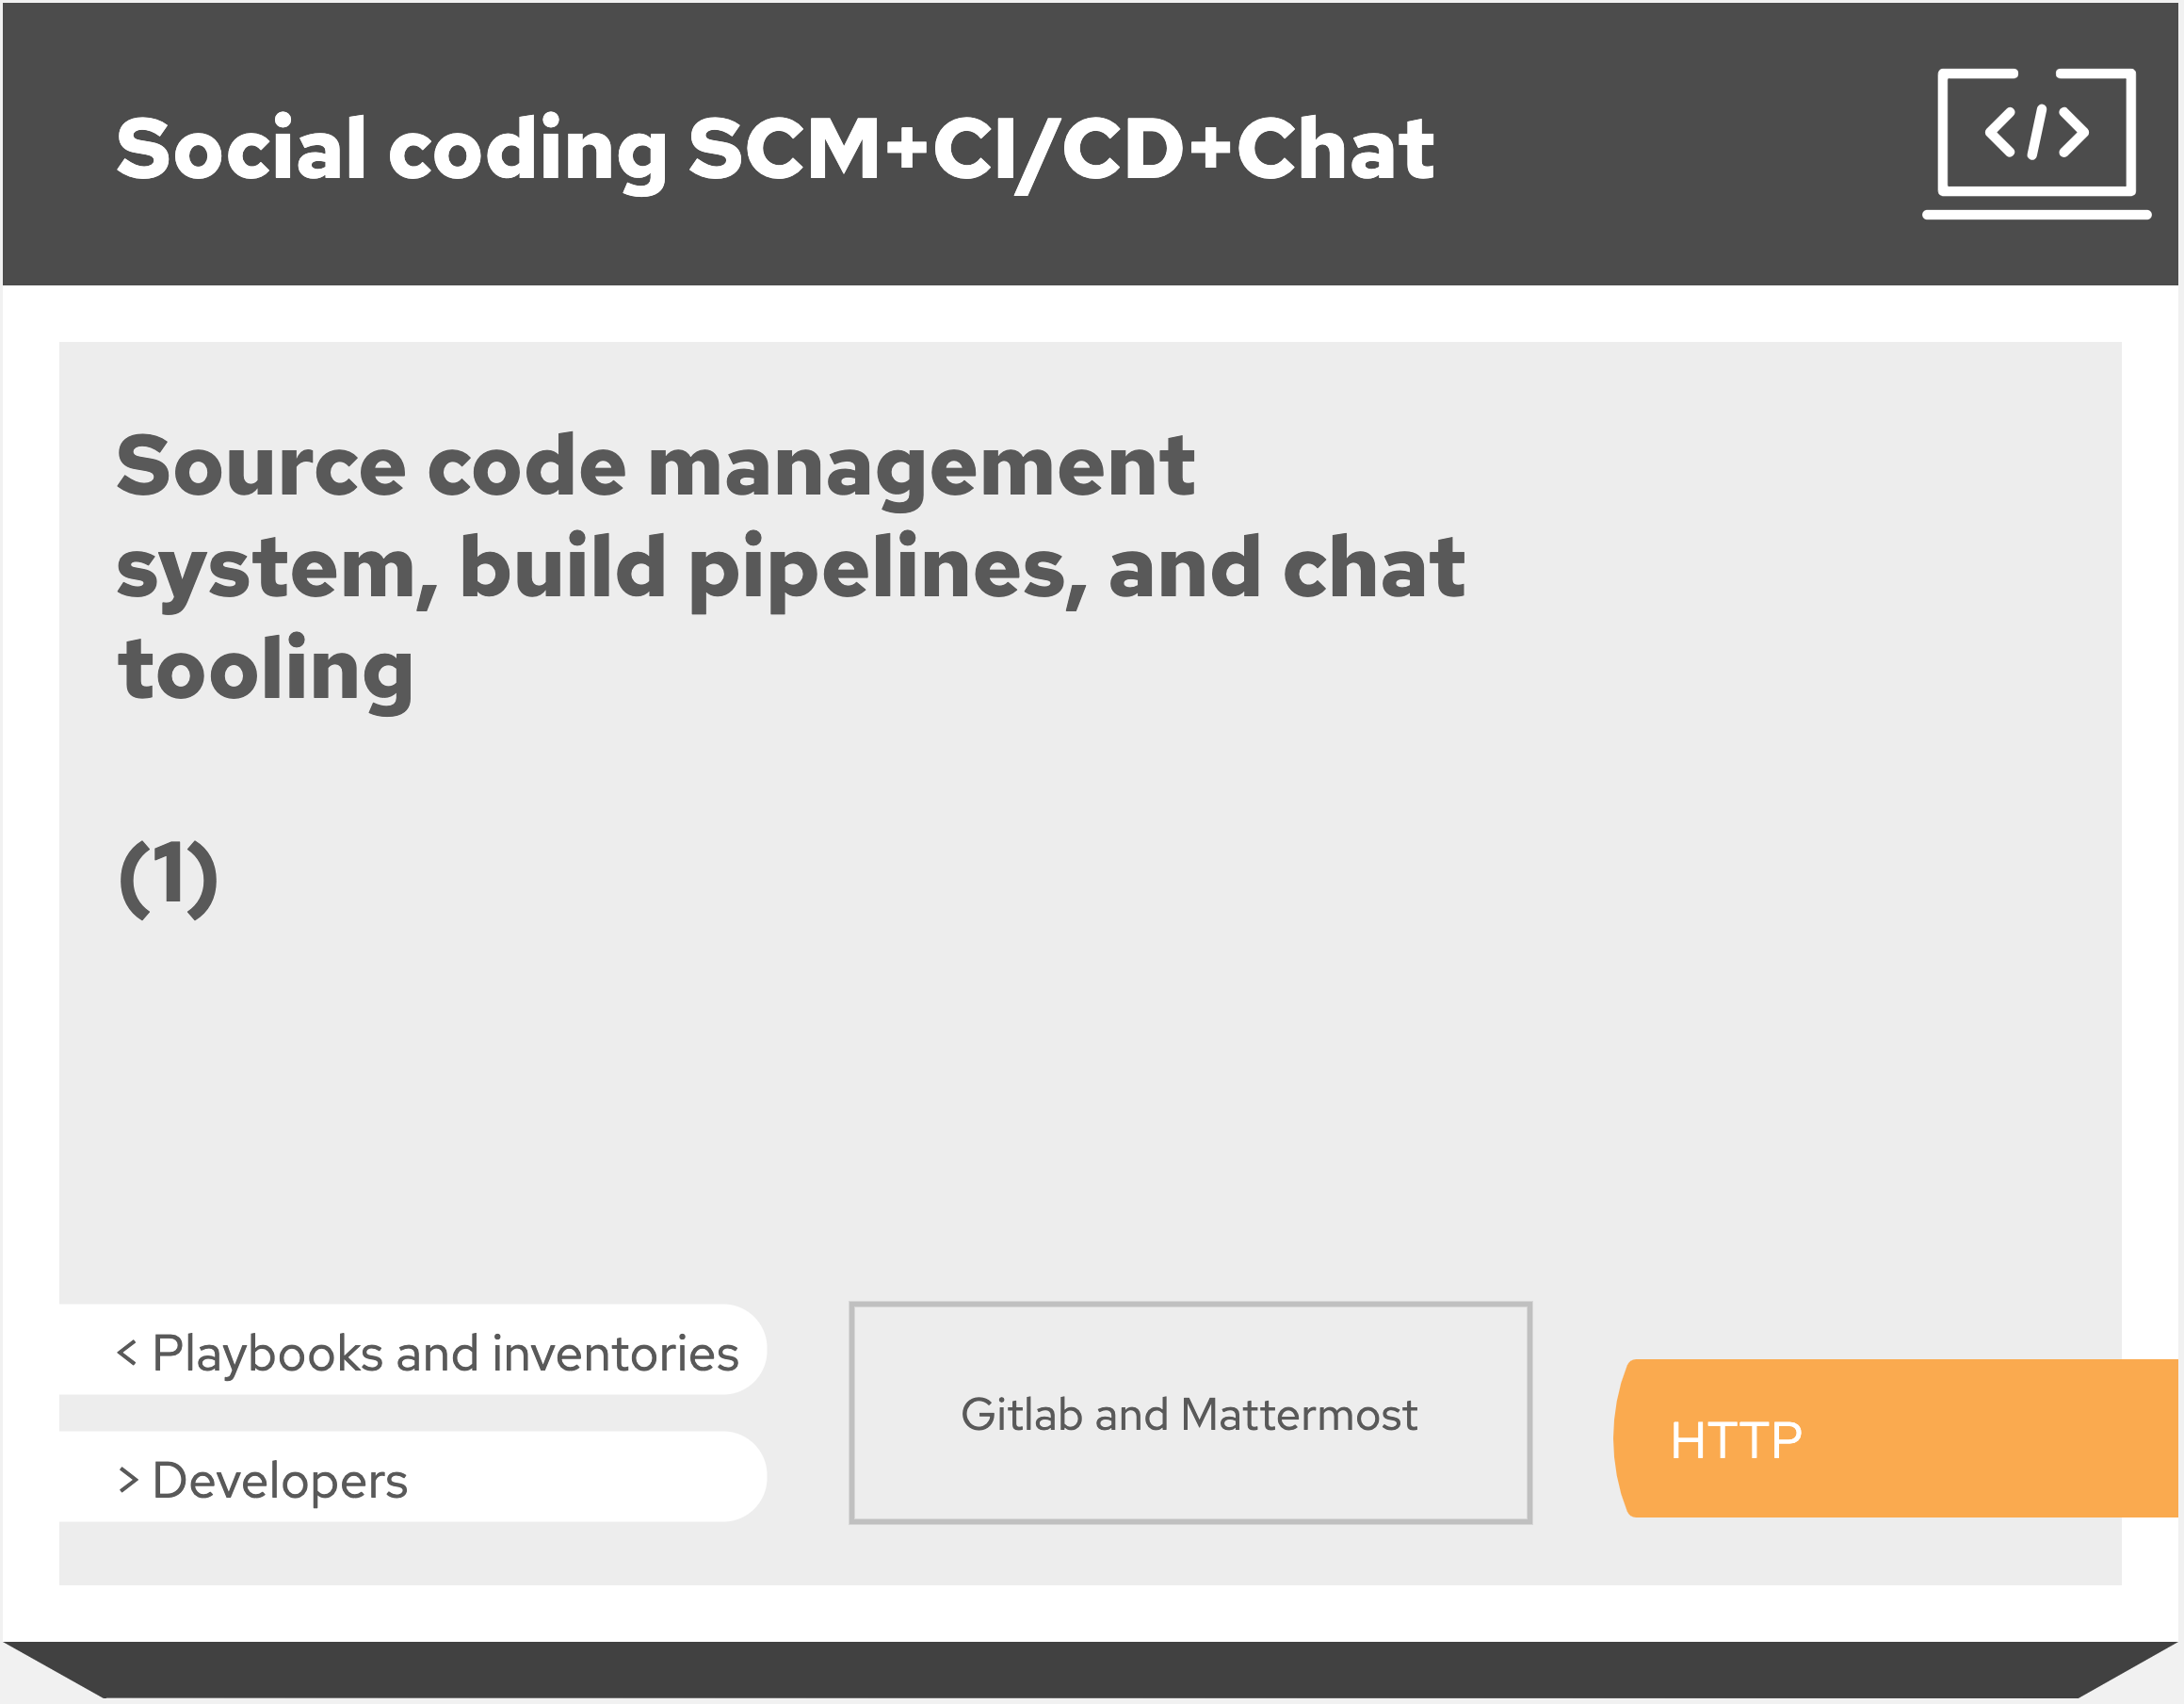 Social coding SCM+CI/CD+Chat
</>
Source code management
system, build pipelines, and chat
tooling
(1)
< Playbooks and inventories
> Developers
Gitlab and Mattermost
HTTP